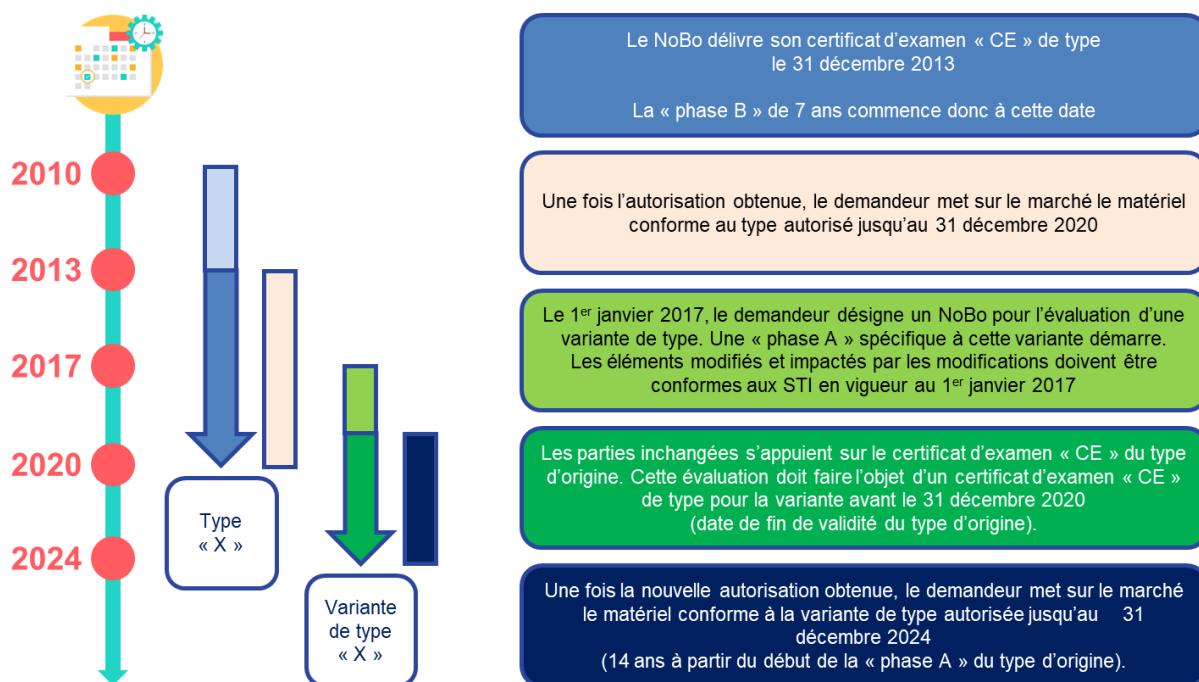 2010
2013
2017
2020
2024
Type
« X »
Variante
de type
« X »
Le NoBo délivre son certificat d’examen « CE » de type
le 31 décembre 2013
La « phase B » de 7 ans commence donc à cette date
Une fois l’autorisation obtenue, le demandeur met sur le marché le matériel
conforme au type autorisé jusqu’au 31 décembre 2020
Le 1er janvier 2017, le demandeur désigne un NoBo pour l’évaluation d’une
variante de type. Une « phase A » spécifique à cette variante démarre.
Les éléments modifiés et impactés par les modifications doivent être
conformes aux STI en vigueur au 1er janvier 2017
Les parties inchangées s’appuient sur le certificat d’examen « CE » du type
d’origine. Cette évaluation doit faire l’objet d’un certificat d’examen « CE »
de type pour la variante avant le 31 décembre 2020
(date de fin de validité du type d’origine).
Une fois la nouvelle autorisation obtenue, le demandeur met sur le marché
le matériel conforme à la variante de type autorisée jusqu’au 31
décembre 2024
(14 ans à partir du début de la « phase A » du type d’origine).